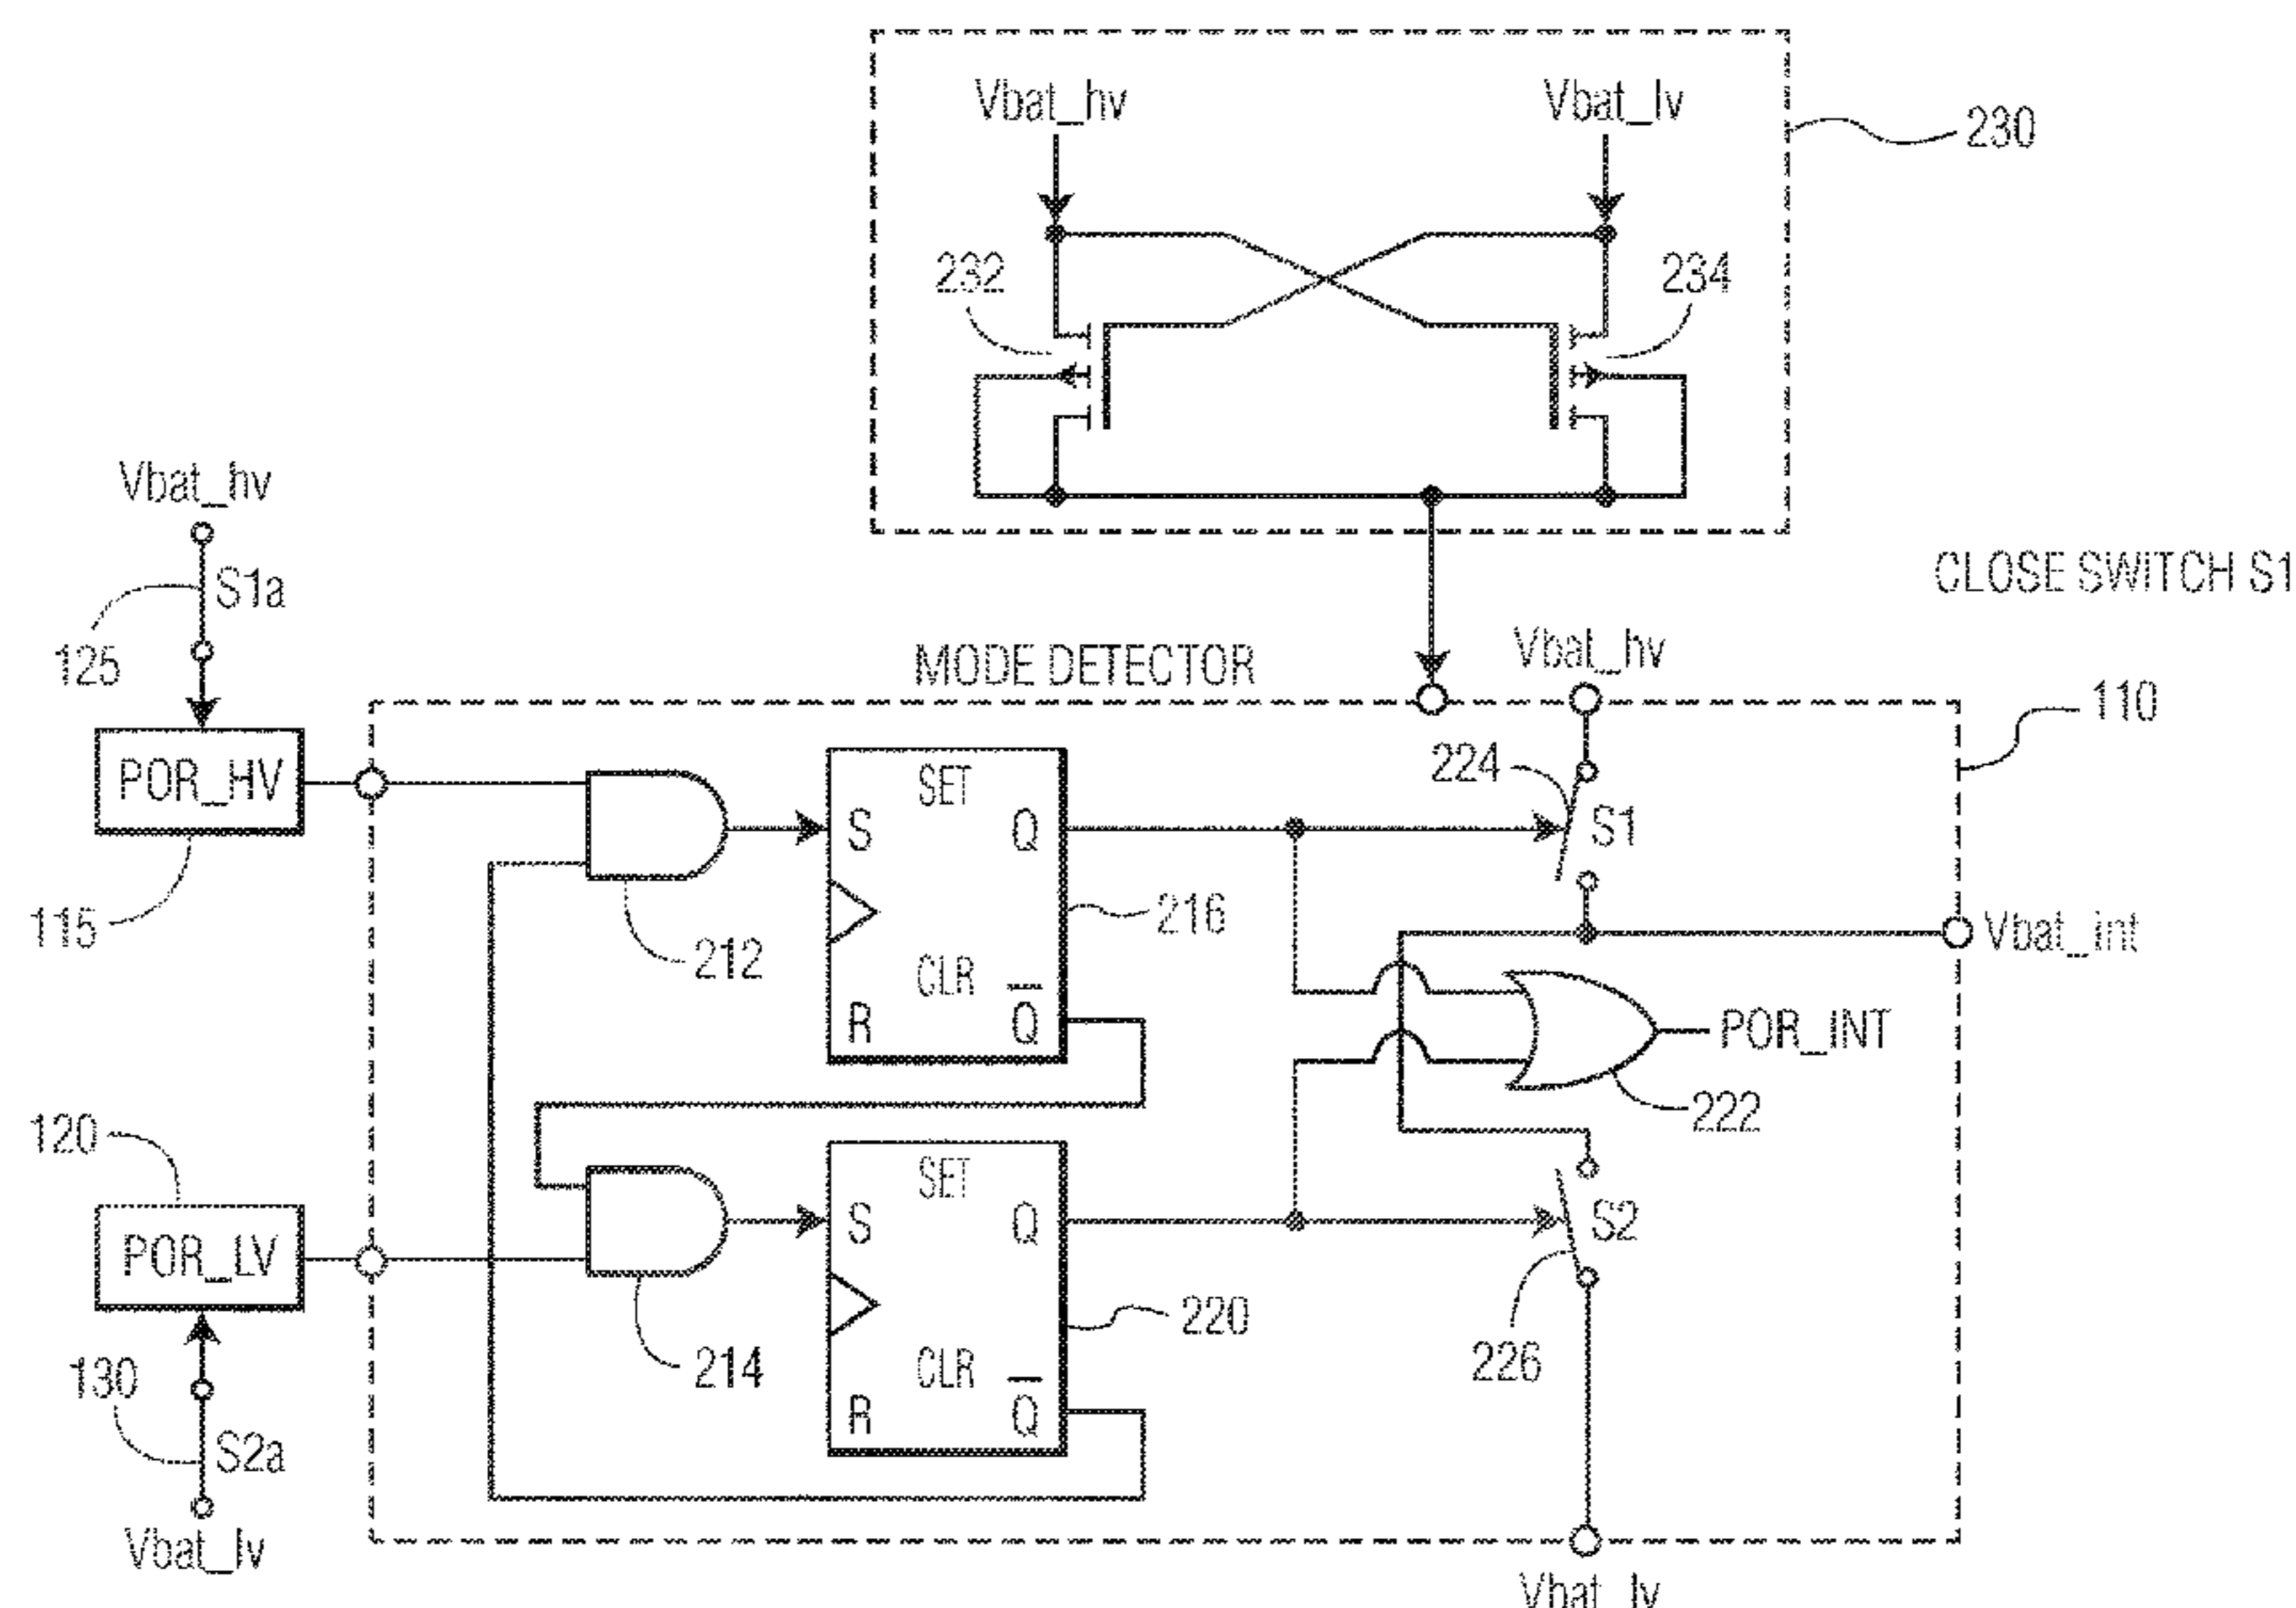 Vbat_hv
Vbat_lv
230
232
234
Vbat_hv
S1a
125
CLOSE SWITCH S1
MODE DETECTOR
Vbat_hv
110
224
POR_HV
SET
S
Q
S1
115
212
216
Vbat_int
CLR
R
Q
POR_INT
222
120
SET
S
Q
S2
POR_LV
220
226
130
214
CLR
R
Q
S2a
Vbat_lv
Vbat_lv